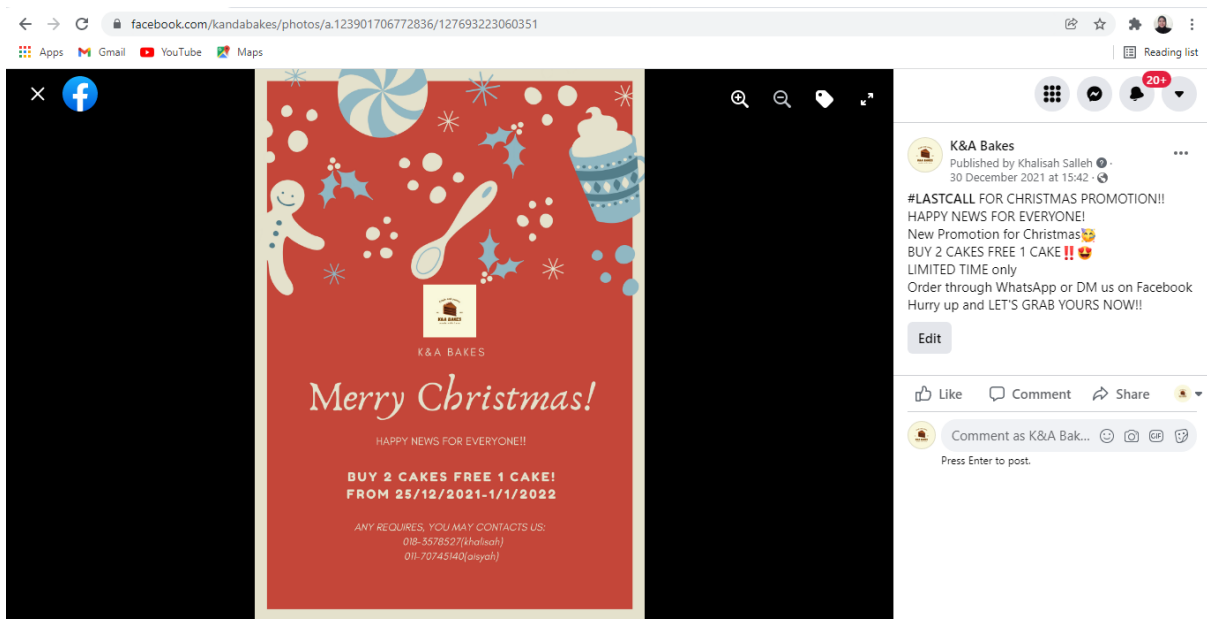 facebook.com/kandabakes/photos/a.123901706772836/127693223060351
Apps Gmail YouTube Maps Reading list
20+
K&A BAKES
K&A BAKES
Merry Christmas!
HAPPY NEWS FOR EVERYONE!!
BUY 2 CAKES FREE 1 CAKE!
FROM 25/12/2021-1/1/2022
ANY REQUIRES, YOU MAY CONTACTS US:
018-3578527(khalisah)
011-70745140(aisyah)
K&A Bakes
Published by Khalisah Salleh ·
30 December 2021 at 15:42 ·
#LASTCALL FOR CHRISTMAS PROMOTION!!
HAPPY NEWS FOR EVERYONE!
New Promotion for Christmas🥳
BUY 2 CAKES FREE 1 CAKE‼️🤩
LIMITED TIME only
Order through WhatsApp or DM us on Facebook
Hurry up and LET'S GRAB YOURS NOW!!
Edit
Like Comment Share
Comment as K&A Bak... GIF
Press Enter to post.